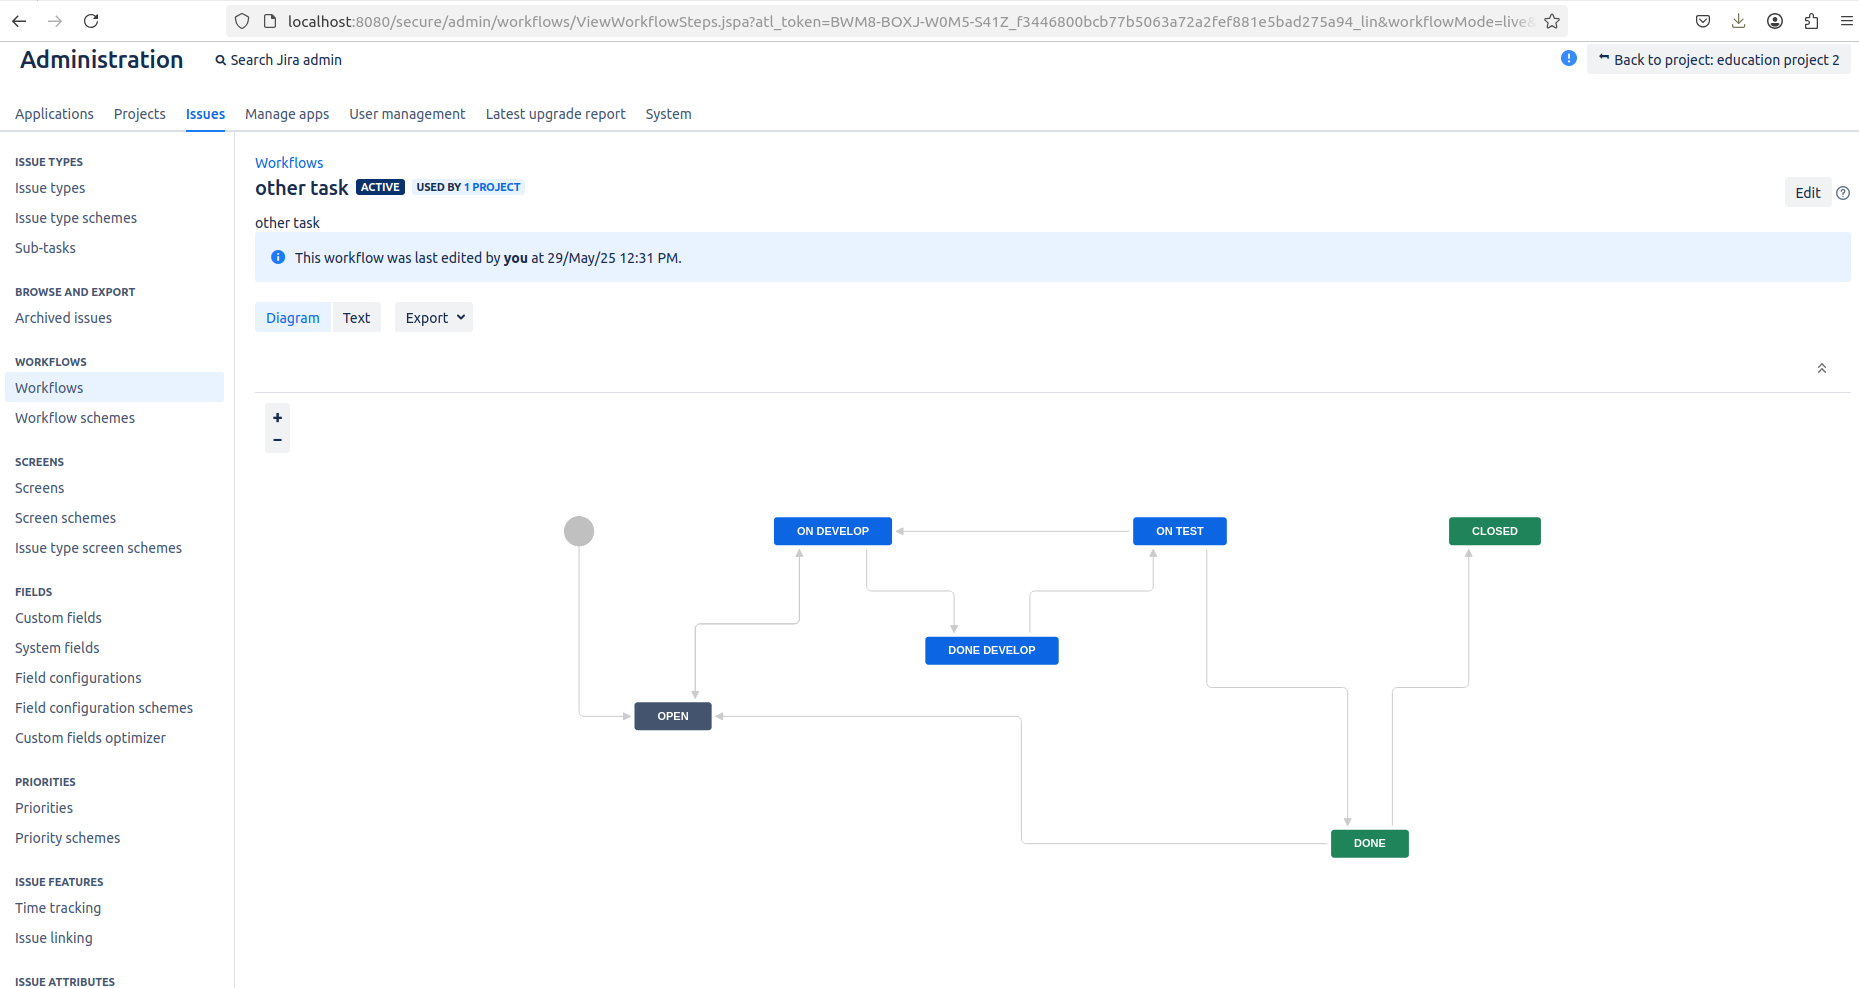 localhost:8080/secure/admin/workflows/ViewWorkflowSteps.jspa?atl_token=BWM8-BOXJ-W0M5-S41Z_f3446800bcb77b5063a72a2fef881e5bad275a94_lin&workflowMode=live&
Administration
Search Jira admin
Back to project: education project 2
Applications Projects Issues Manage apps User management Latest upgrade report System
ISSUE TYPES
Issue types
Issue type schemes
Sub-tasks
BROWSE AND EXPORT
Archived issues
WORKFLOWS
Workflows
Workflow schemes
SCREENS
Screens
Screen schemes
Issue type screen schemes
FIELDS
Custom fields
System fields
Field configurations
Field configuration schemes
Custom fields optimizer
PRIORITIES
Priorities
Priority schemes
ISSUE FEATURES
Time tracking
Issue linking
ISSUE ATTRIBUTES
Workflows
other task ACTIVE USED BY 1 PROJECT
Edit
other task
This workflow was last edited by you at 29/May/25 12:31 PM.
Diagram Text Export
+
−
ON DEVELOP
ON TEST
CLOSED
DONE DEVELOP
OPEN
DONE